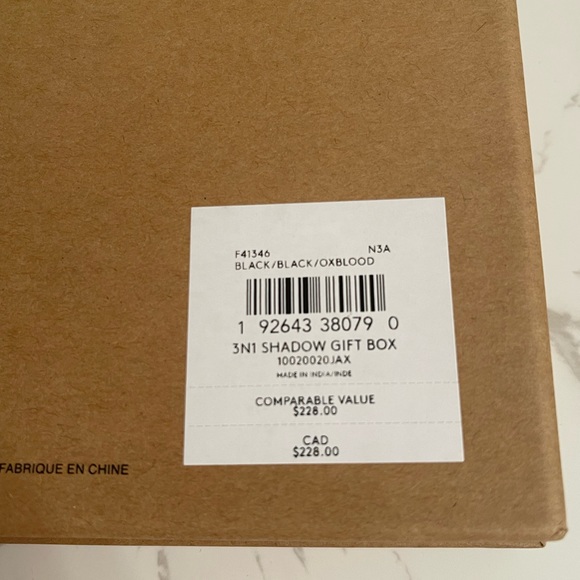 F41346 N3A
BLACK/BLACK/OXBLOOD
1 92643 38079 0
3N1 SHADOW GIFT BOX
10020020JAX
MADE IN INDIA/INDE
COMPARABLE VALUE
$228.00
CAD
$228.00
FABRIQUE EN CHINE